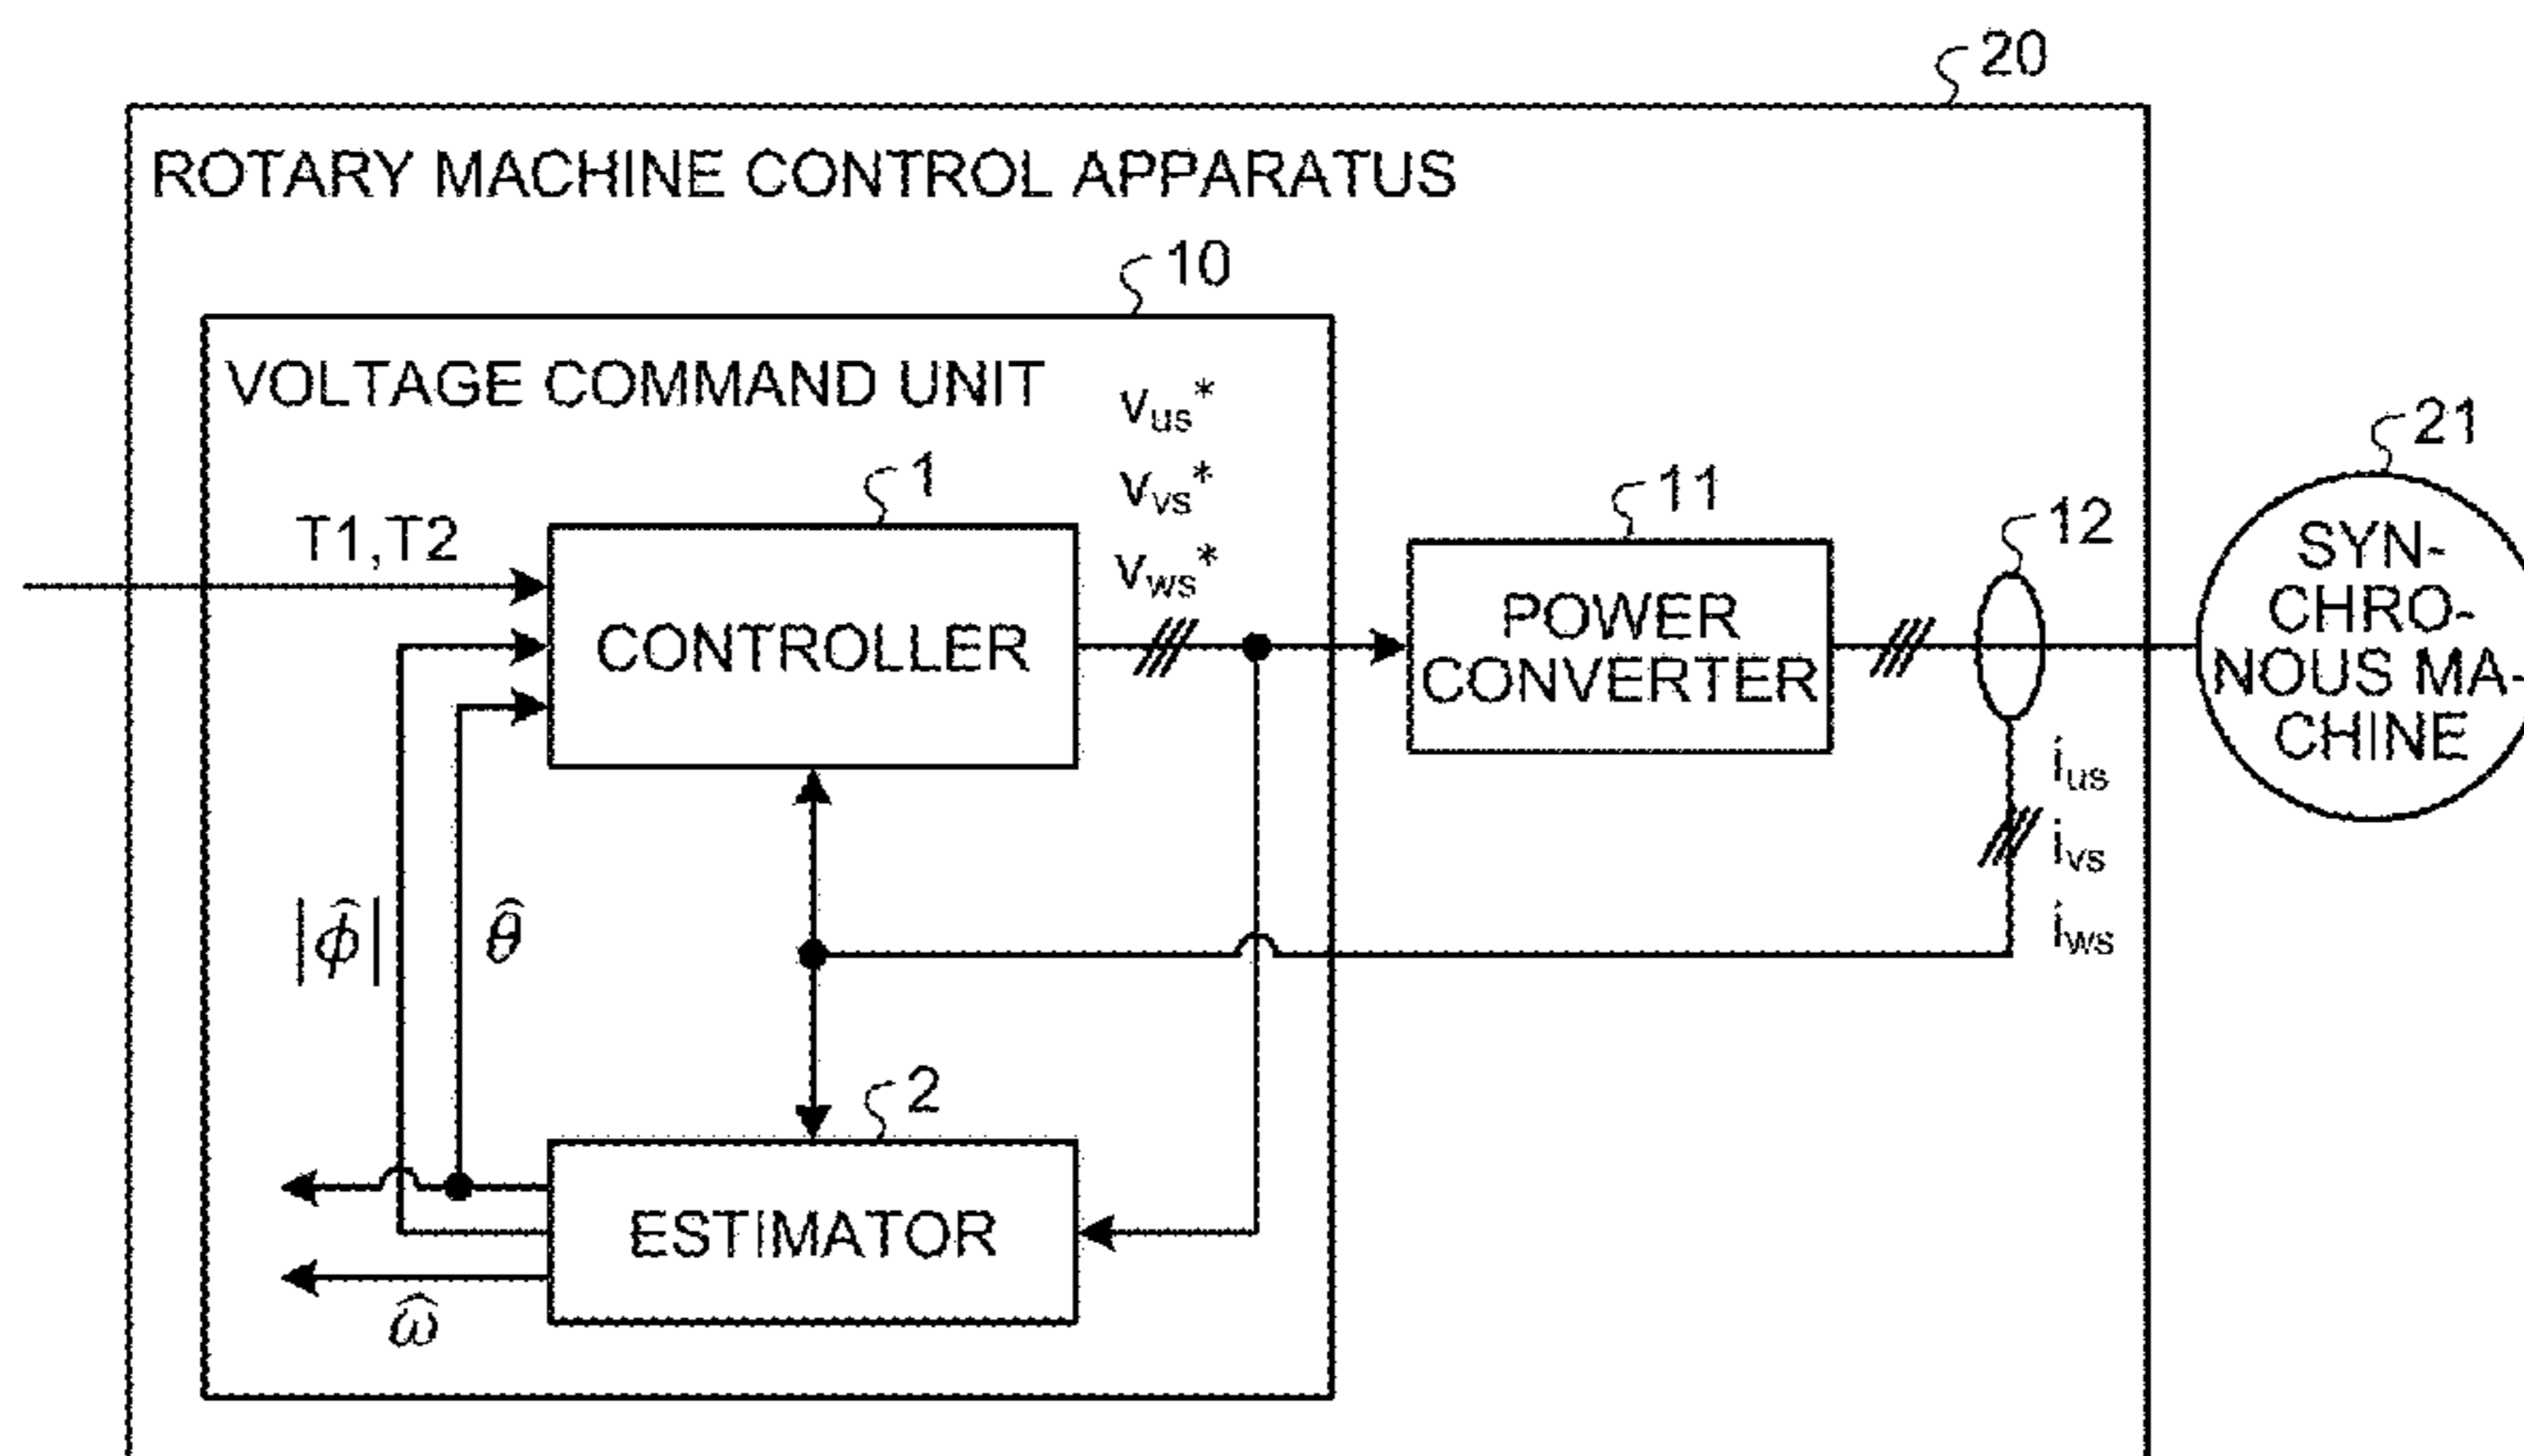 20
ROTARY MACHINE CONTROL APPARATUS
10
VOLTAGE COMMAND UNIT
v_us*
v_vs*
v_ws*
T1,T2
1
CONTROLLER
11
POWER
CONVERTER
12
21
SYN-
CHRO-
NOUS MA-
CHINE
i_us
i_vs
i_ws
|φ̂|
θ̂
2
ESTIMATOR
ω̂